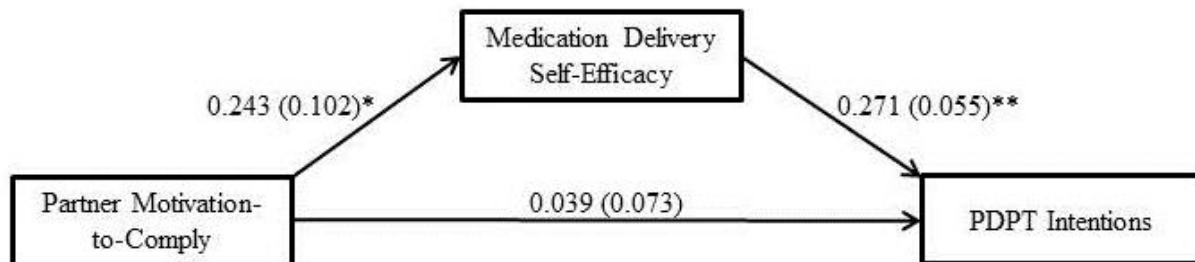 Medication Delivery
Self-Efficacy
0.243 (0.102)*
0.271 (0.055)**
Partner Motivation-
to-Comply
0.039 (0.073)
PDPT Intentions